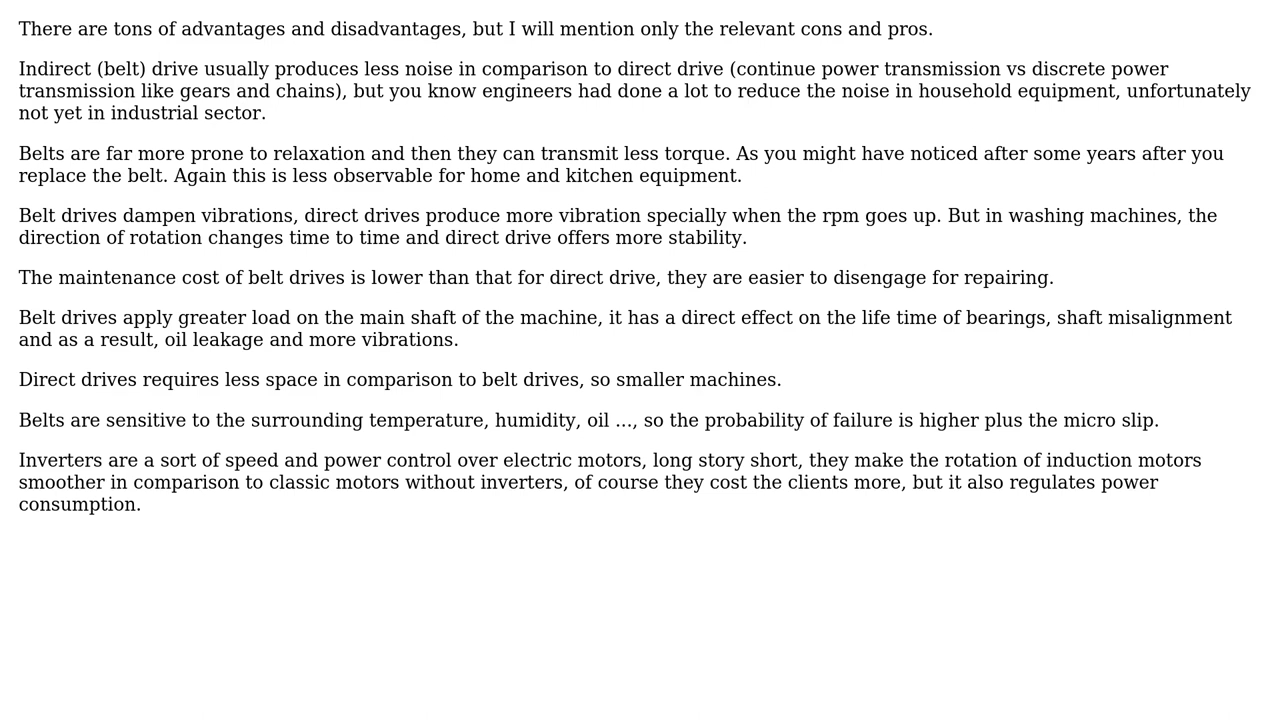 There are tons of advantages and disadvantages, but I will mention only the relevant cons and pros.
Indirect (belt) drive usually produces less noise in comparison to direct drive (continue power transmission vs discrete power
transmission like gears and chains), but you know engineers had done a lot to reduce the noise in household equipment, unfortunately
not yet in industrial sector.
Belts are far more prone to relaxation and then they can transmit less torque. As you might have noticed after some years after you
replace the belt. Again this is less observable for home and kitchen equipment.
Belt drives dampen vibrations, direct drives produce more vibration specially when the rpm goes up. But in washing machines, the
direction of rotation changes time to time and direct drive offers more stability.
The maintenance cost of belt drives is lower than that for direct drive, they are easier to disengage for repairing.
Belt drives apply greater load on the main shaft of the machine, it has a direct effect on the life time of bearings, shaft misalignment
and as a result, oil leakage and more vibrations.
Direct drives requires less space in comparison to belt drives, so smaller machines.
Belts are sensitive to the surrounding temperature, humidity, oil ..., so the probability of failure is higher plus the micro slip.
Inverters are a sort of speed and power control over electric motors, long story short, they make the rotation of induction motors
smoother in comparison to classic motors without inverters, of course they cost the clients more, but it also regulates power
consumption.